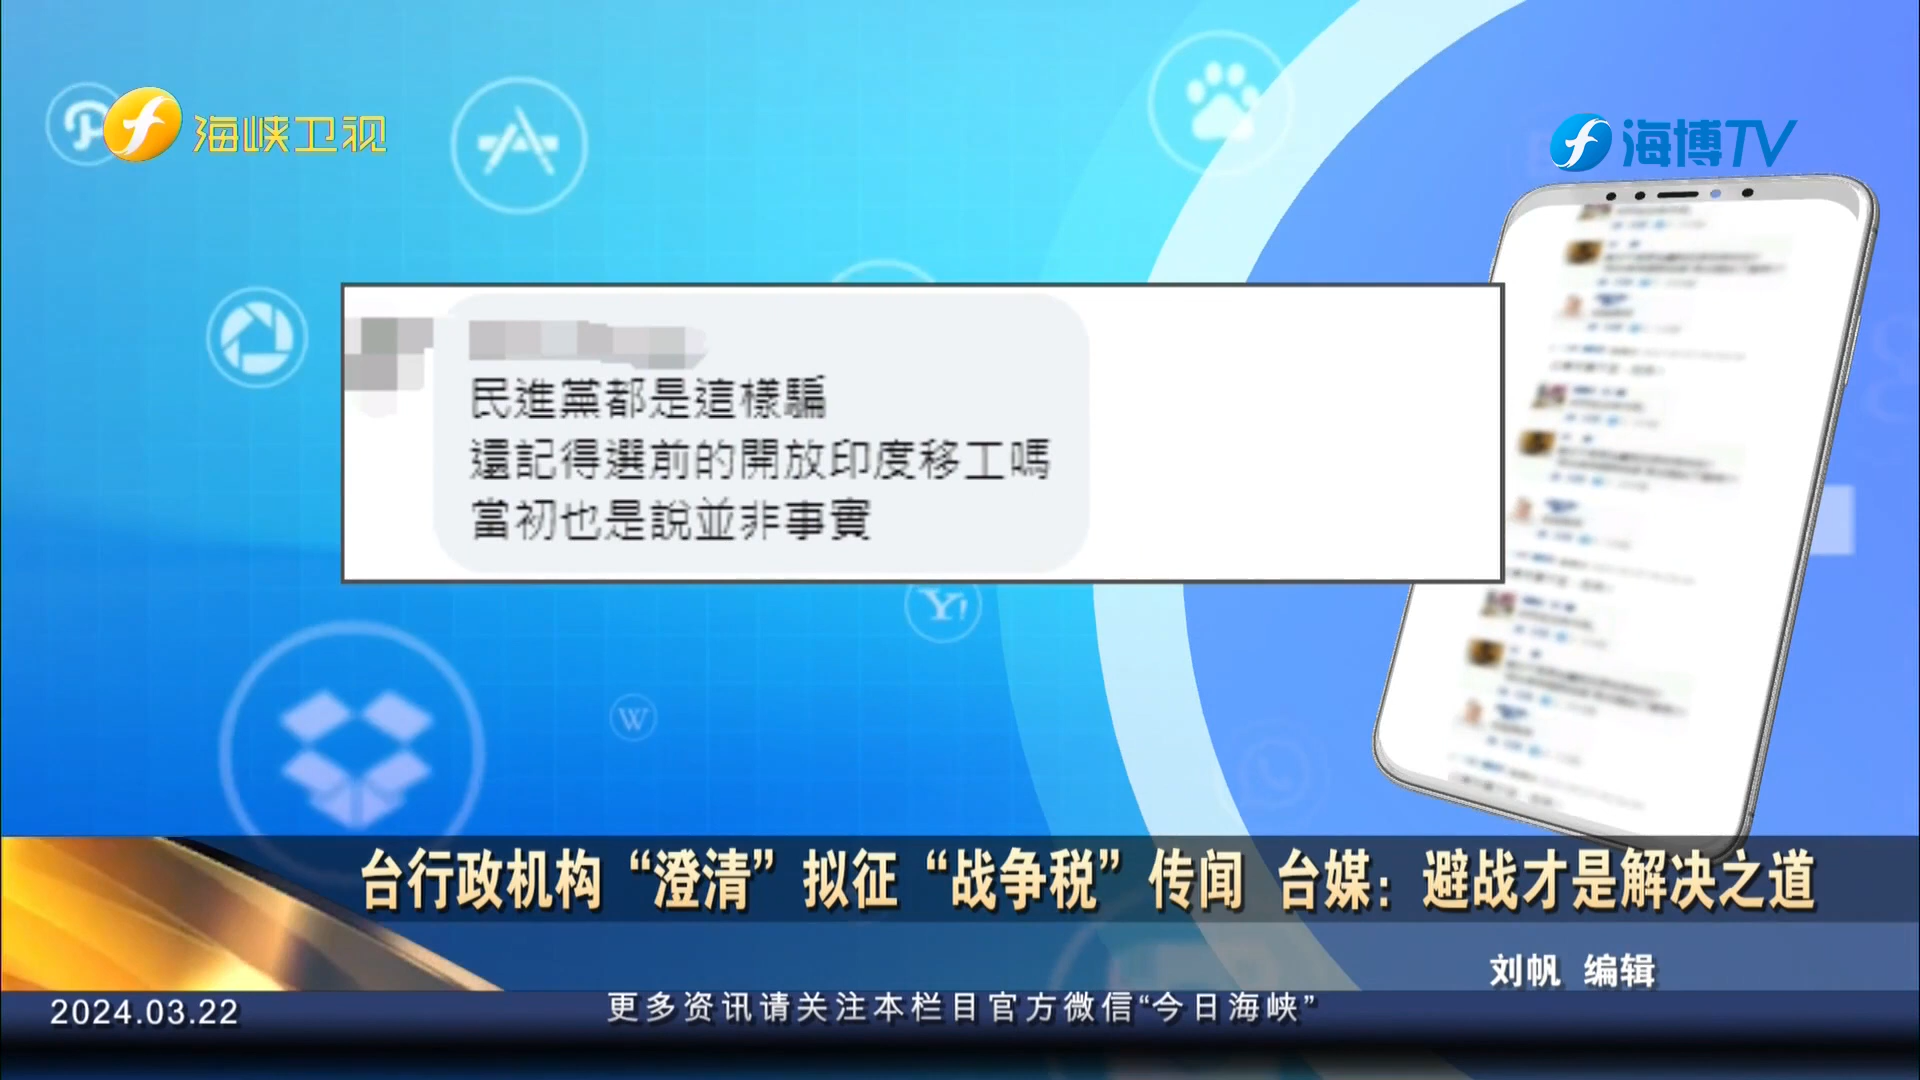 海峡卫视
海博TV
民進黨都是這樣騙
還記得選前的開放印度移工嗎
當初也是說並非事實
Y!
W
台行政机构“澄清”拟征“战争税”传闻 台媒：避战才是解决之道
刘帆 编辑
2024.03.22
更多资讯请关注本栏目官方微信“今日海峡”